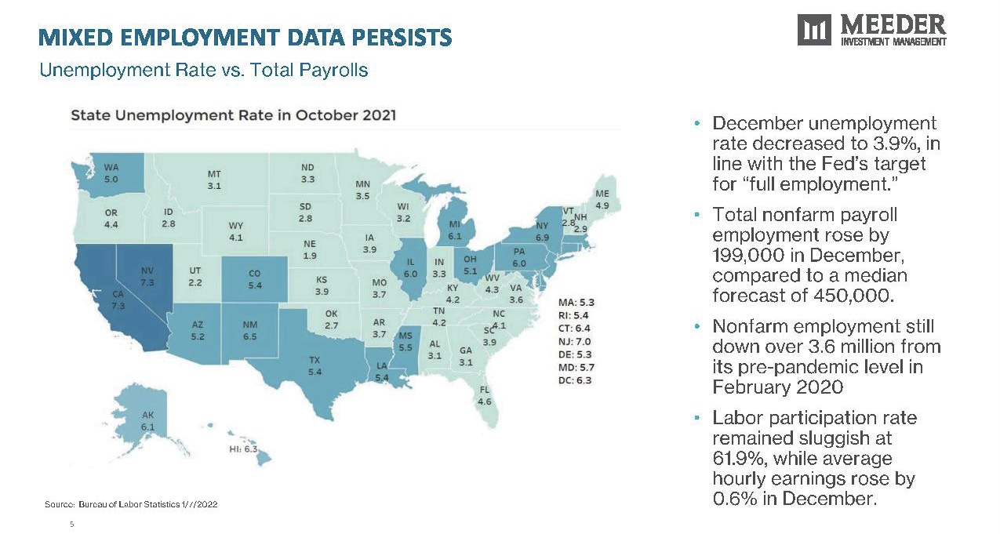 MIXED EMPLOYMENT DATA PERSISTS
MEEDER
INVESTMENT MANAGEMENT
Unemployment Rate vs. Total Payrolls
State Unemployment Rate in October 2021
WA
5.0
MT
3.1
ND
3.3
MN
3.5
OR
4.4
ID
2.8
WY
4.1
SD
2.8
WI
3.2
MI
6.1
NY
6.9
VT
2.8
NH
2.9
ME
4.9
NV
7.3
CA
7.3
UT
2.2
CO
5.4
NE
1.9
KS
3.9
IA
3.9
MO
3.7
IL
6.0
IN
3.3
OH
5.1
PA
6.0
WV
4.3
VA
3.6
KY
4.2
TN
4.2
NC
4.1
SC
3.9
AZ
5.2
NM
6.5
OK
2.7
AR
3.7
TX
5.4
LA
5.4
MS
5.5
AL
3.1
GA
3.1
FL
4.6
AK
6.1
HI: 6.3
MA: 5.3
RI: 5.4
CT: 6.4
NJ: 7.0
DE: 5.3
MD: 5.7
DC: 6.3
• December unemployment
rate decreased to 3.9%, in
line with the Fed's target
for “full employment.”
• Total nonfarm payroll
employment rose by
199,000 in December,
compared to a median
forecast of 450,000.
• Nonfarm employment still
down over 3.6 million from
its pre-pandemic level in
February 2020
• Labor participation rate
remained sluggish at
61.9%, while average
hourly earnings rose by
0.6% in December.
Source: Bureau of Labor Statistics 1/7/2022
5